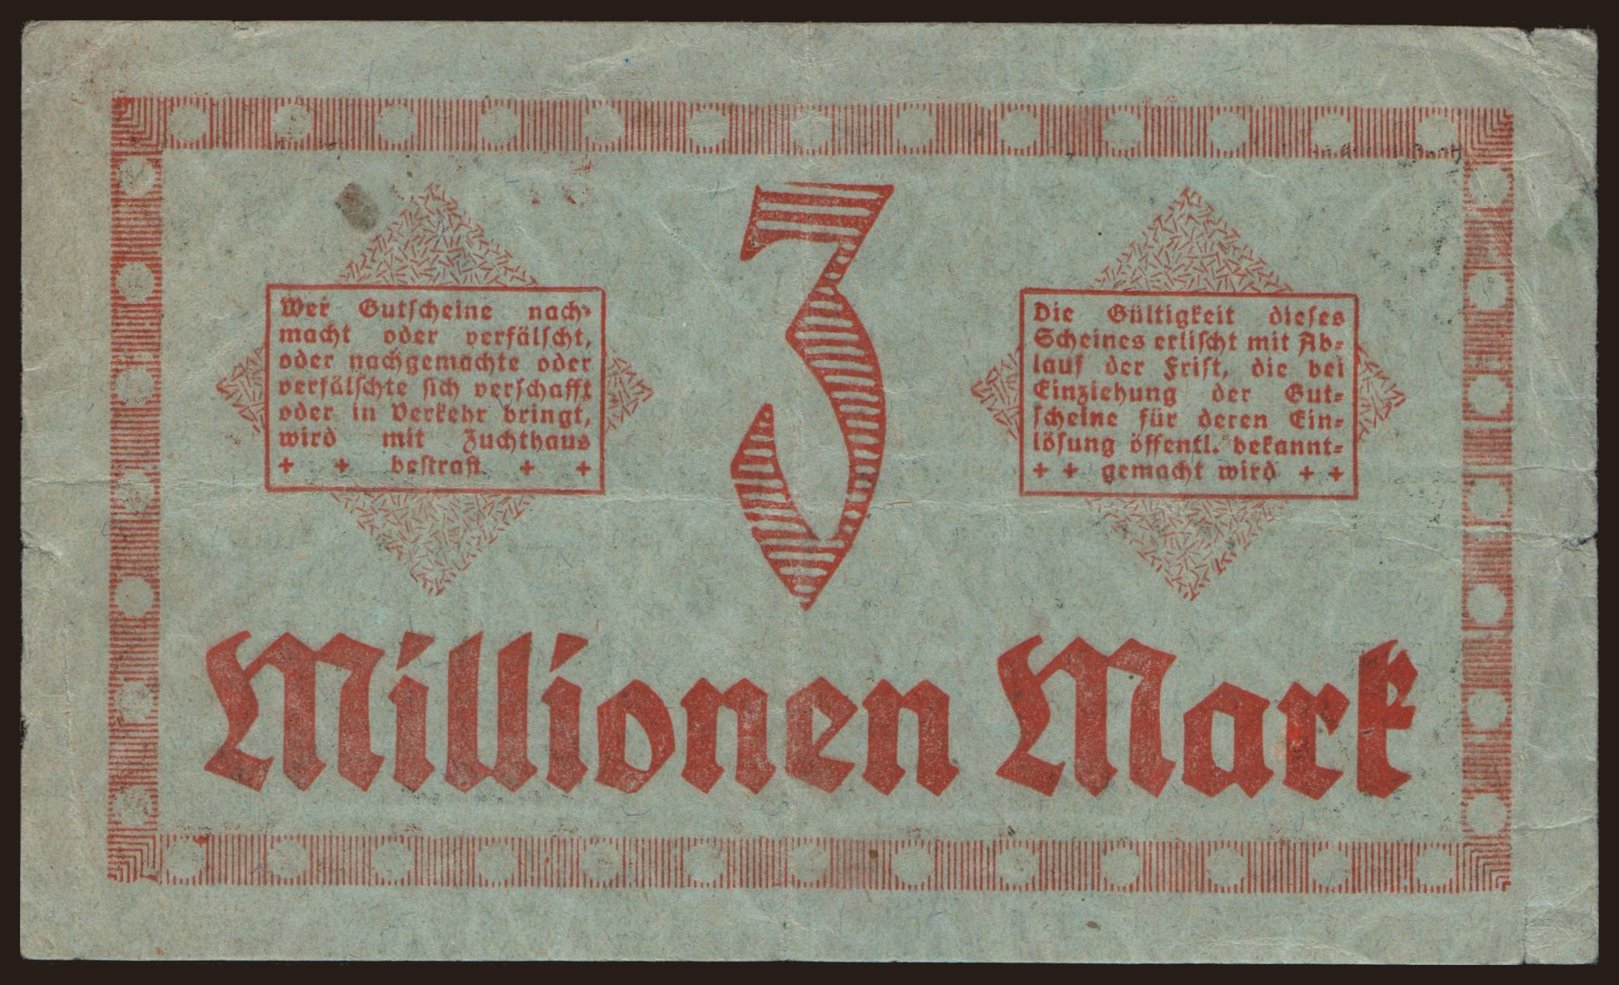 Wer Gutscheine nach-
macht oder verfälscht,
oder nachgemachte oder
verfälschte sich verschafft
oder in Verkehr bringt,
wird mit Zuchthaus
+ + bestraft + +
3
Die Gültigkeit dieses
Scheines erlischt mit Ab-
lauf der Frist, die bei
Einziehung der Gut-
scheine für deren Ein-
lösung öffentl. bekannt-
+ + gemacht wird + +
Millionen Mark